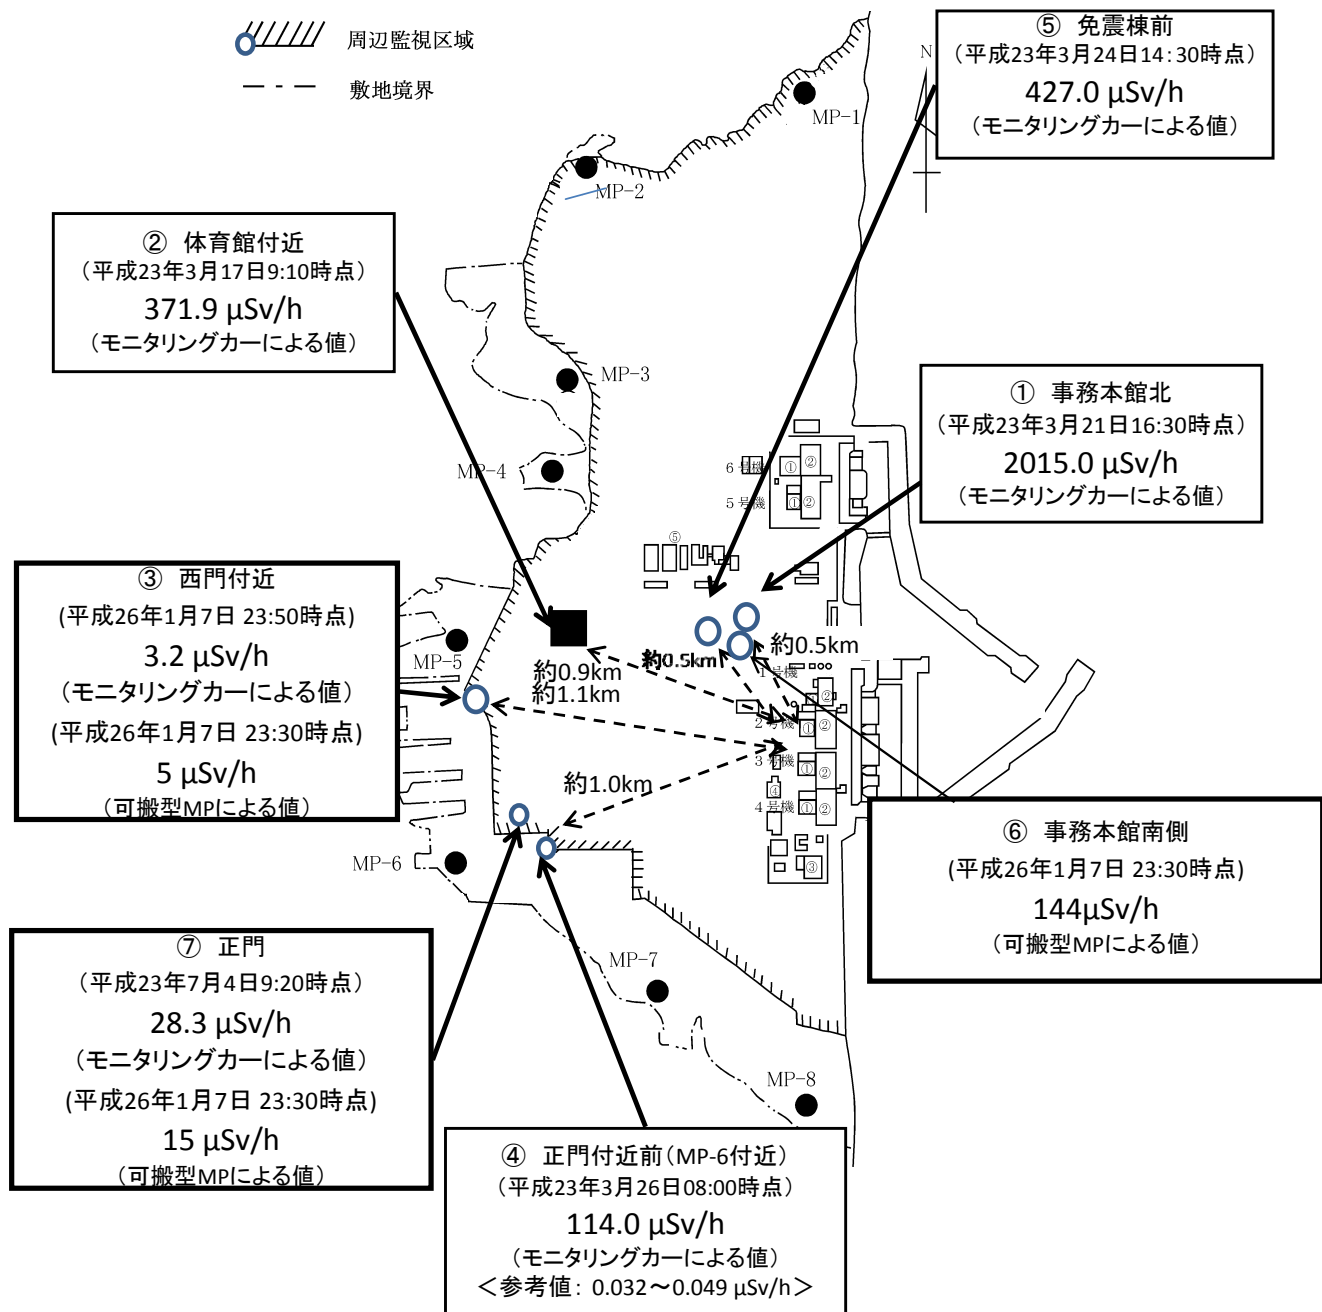 周辺監視区域
敷地境界
⑤ 免震棟前
（平成23年3月24日14:30時点）
427.0 μSv/h
（モニタリングカーによる値）
N
MP-1
MP-2
② 体育館付近
（平成23年3月17日9:10時点）
371.9 μSv/h
（モニタリングカーによる値）
MP-3
① 事務本館北
（平成23年3月21日16:30時点）
2015.0 μSv/h
（モニタリングカーによる値）
MP-4
6号機
①
②
5号機
①
②
⑤
③ 西門付近
(平成26年1月7日 23:50時点)
3.2 μSv/h
（モニタリングカーによる値）
(平成26年1月7日 23:30時点)
5 μSv/h
（可搬型MPによる値）
MP-5
約0.9km
約1.1km
約0.5km
約0.5km
1号機
②
2号機
①
②
3号機
①
②
約1.0km
④
4号機
①
②
③
MP-6
⑥ 事務本館南側
(平成26年1月7日 23:30時点)
144μSv/h
（可搬型MPによる値）
⑦ 正門
（平成23年7月4日9:20時点）
28.3 μSv/h
（モニタリングカーによる値）
(平成26年1月7日 23:30時点)
15 μSv/h
（可搬型MPによる値）
MP-7
MP-8
④ 正門付近前（MP-6付近）
（平成23年3月26日08:00時点）
114.0 μSv/h
（モニタリングカーによる値）
＜参考値：0.032～0.049 μSv/h＞